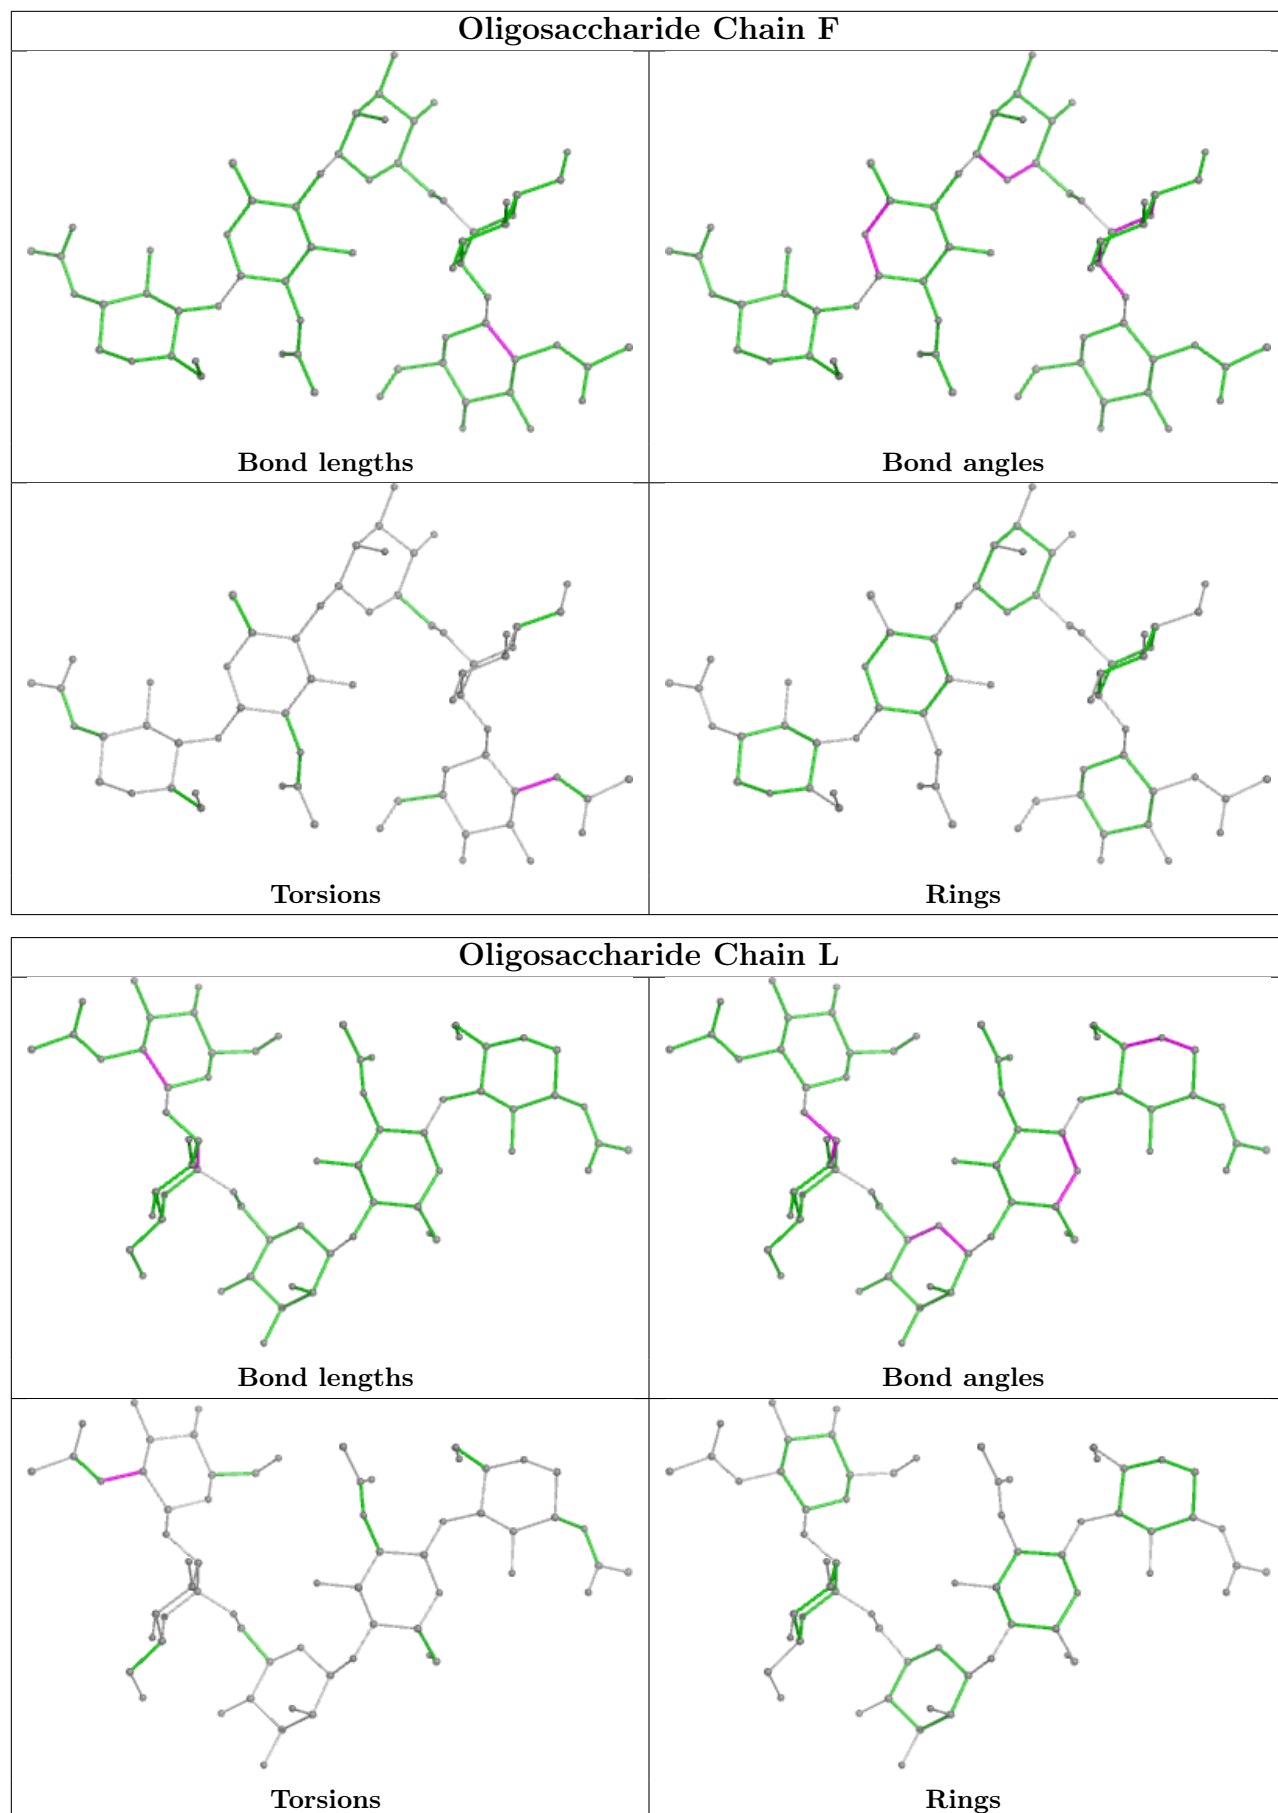 Oligosaccharide Chain F
Bond lengths
Bond angles
Torsions
Rings
Oligosaccharide Chain L
Bond lengths
Bond angles
Torsions
Rings